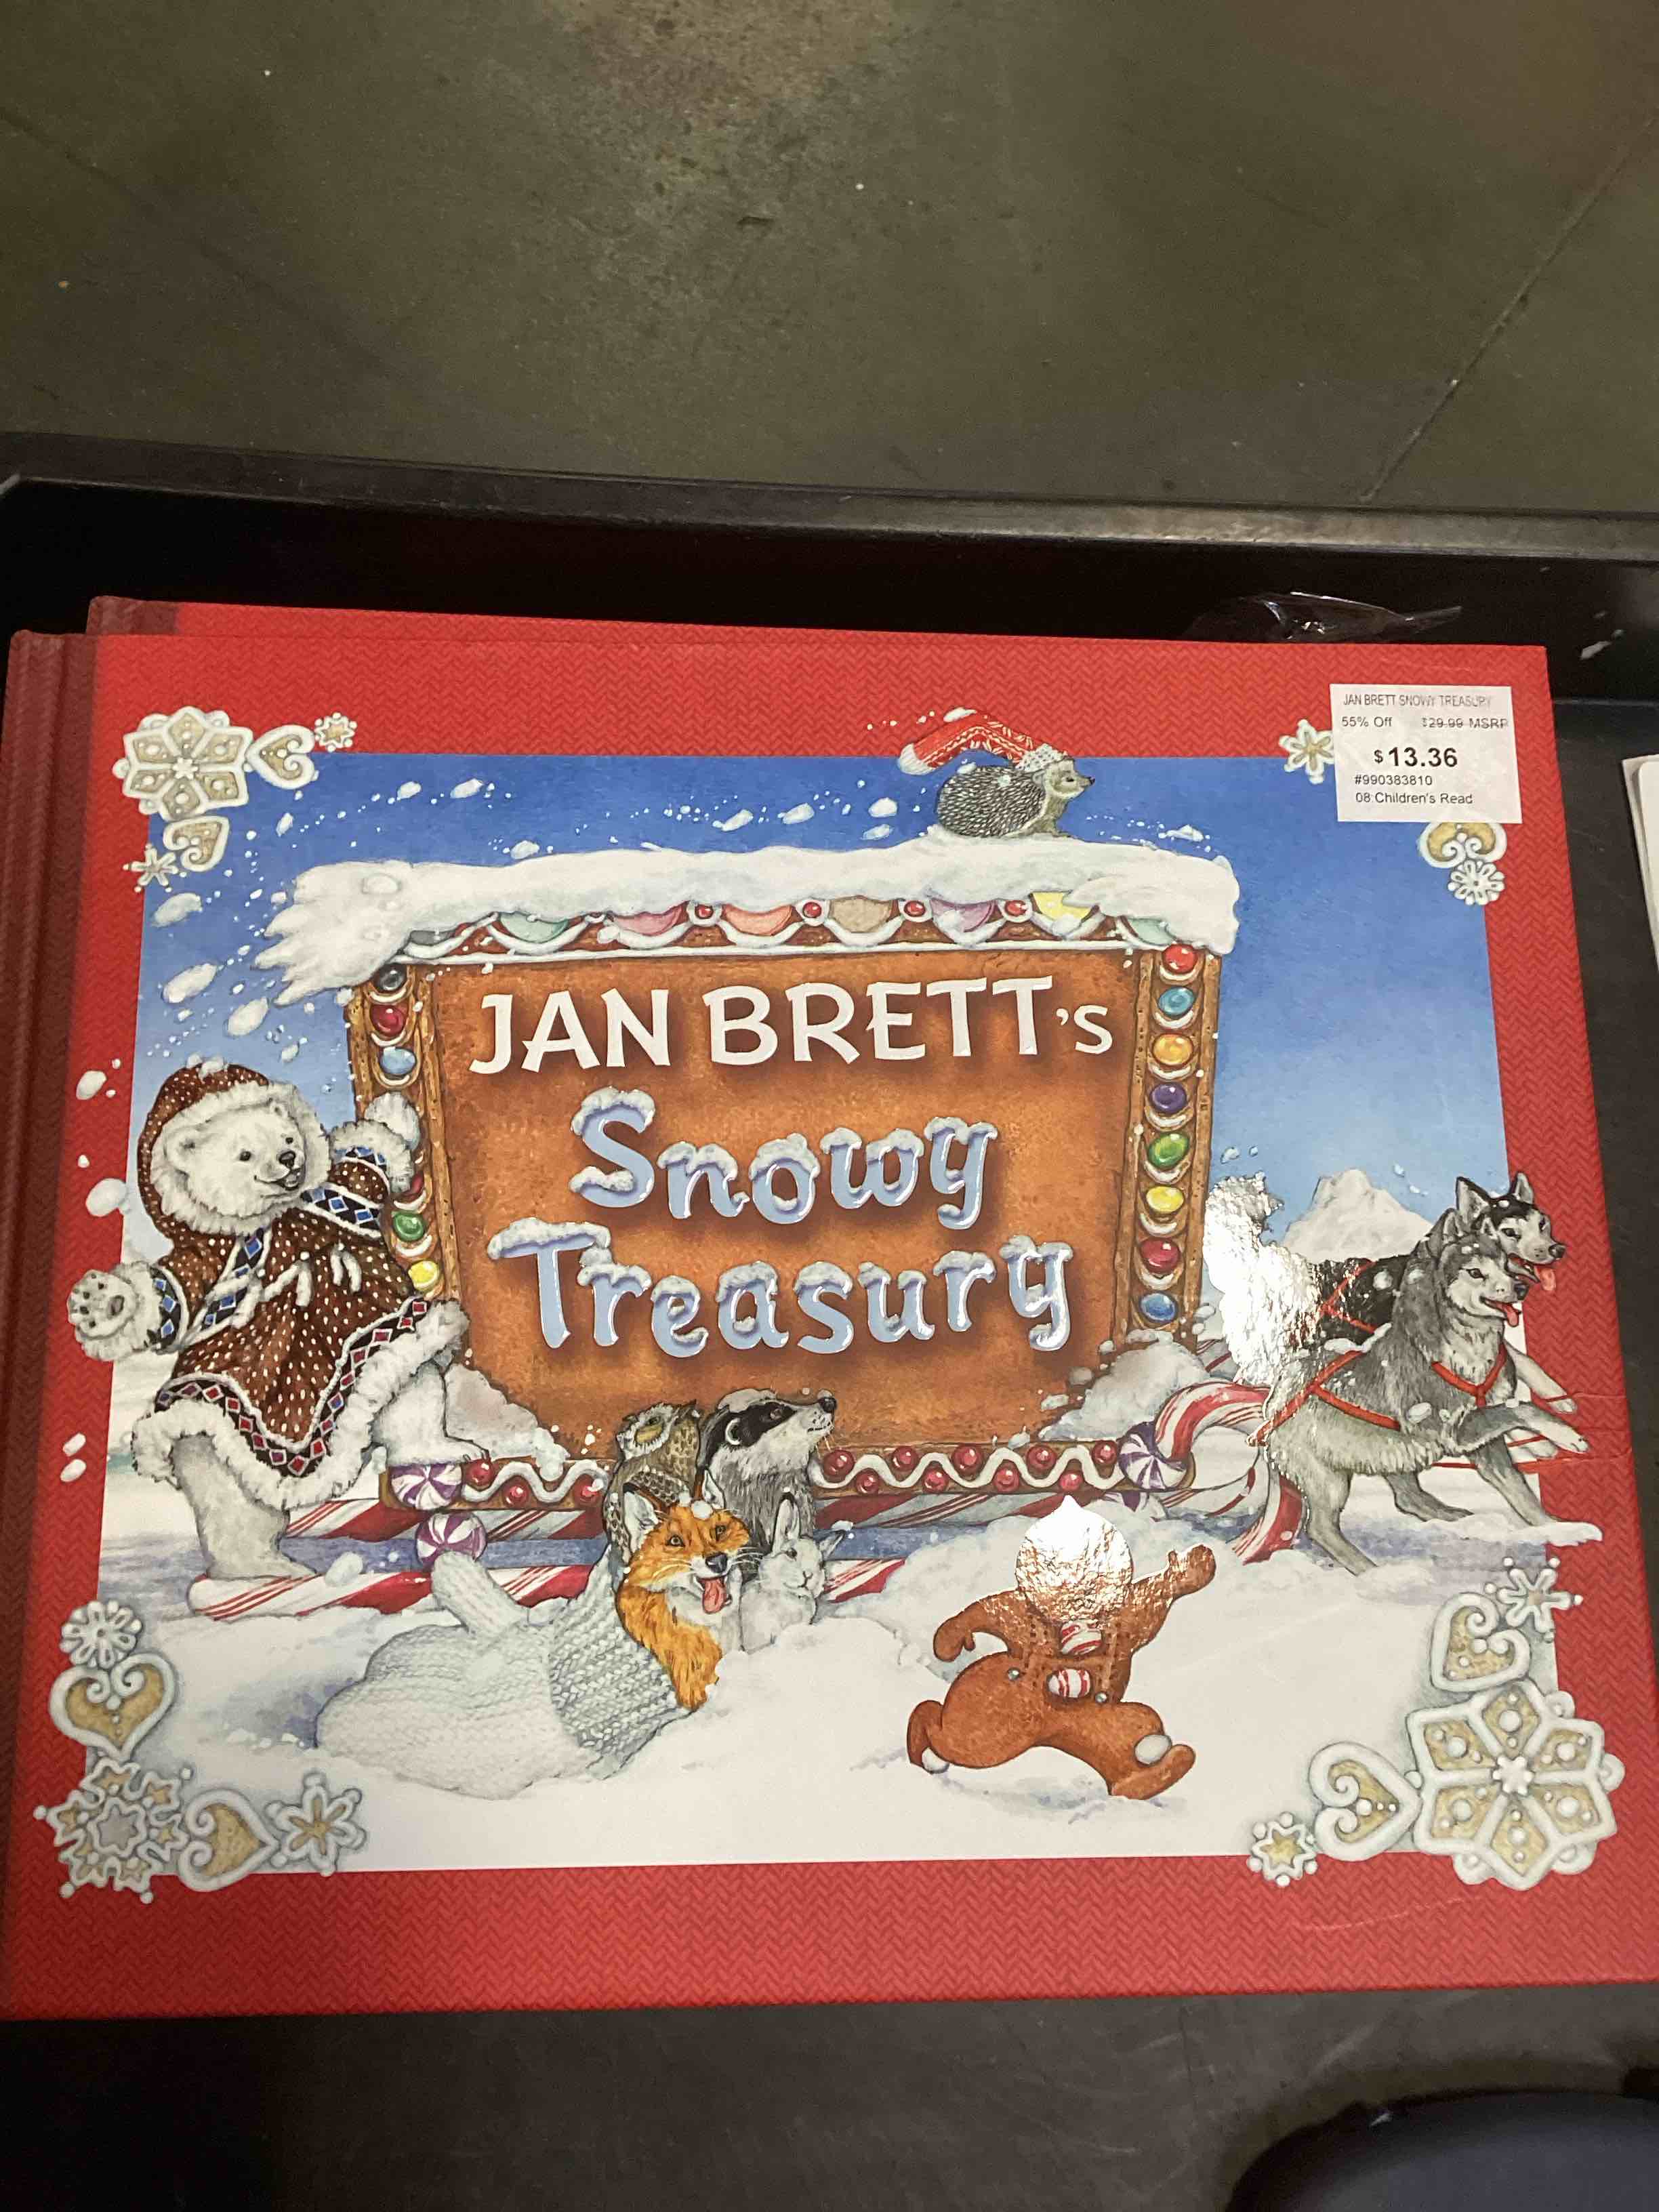 JAN BRETT SNOWY TREASURY
55% Off $29.99 MSRP
$13.36
#990383810
08:Children's Read
JAN BRETT's
Snowy
Treasury